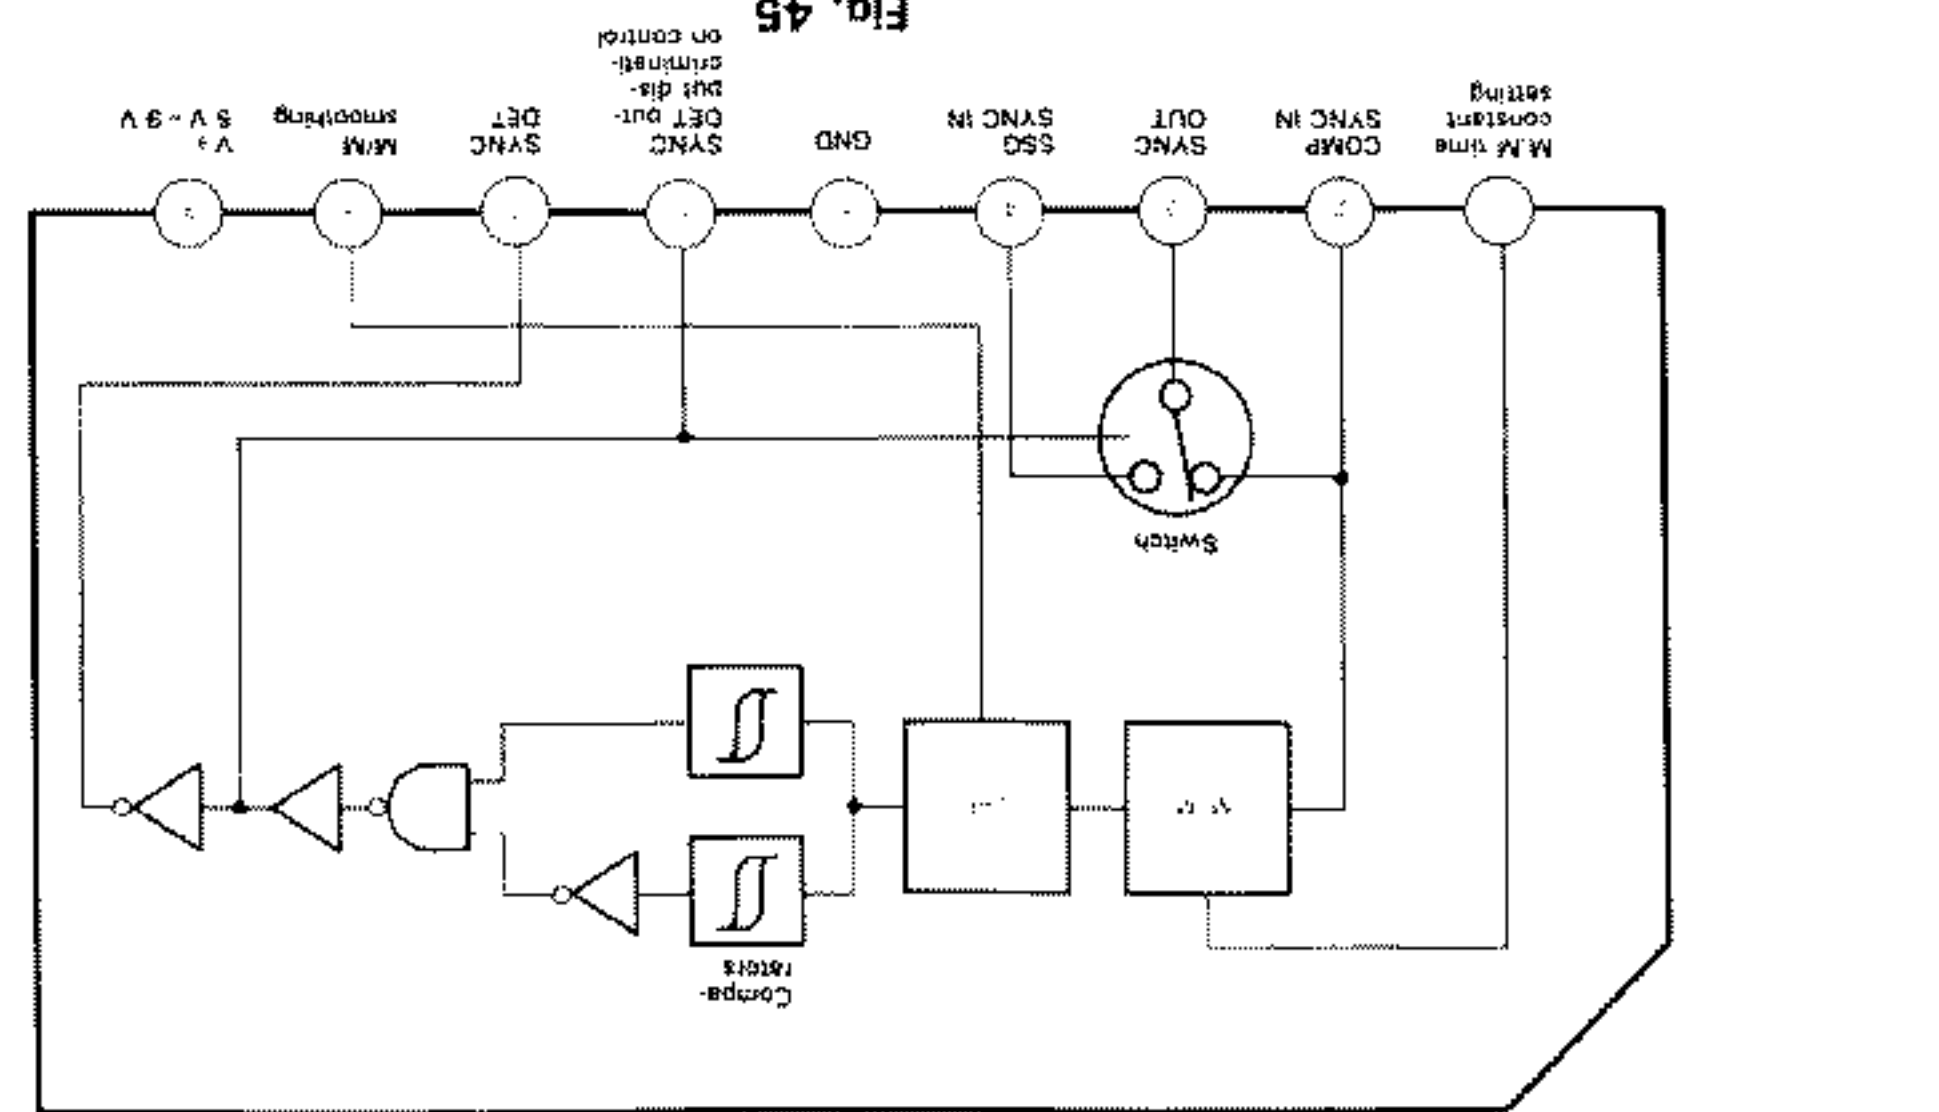 Compa-
rators
Switch
M.M time
constant
setting
COMP
SYNC IN
SYNC
OUT
SSG
SYNC IN
GND
SYNC
DET out-
put dis-
criminati-
on control
SYNC
DET
M/M
smoothing
V+
5 V ~ 9 V
Fig. 45